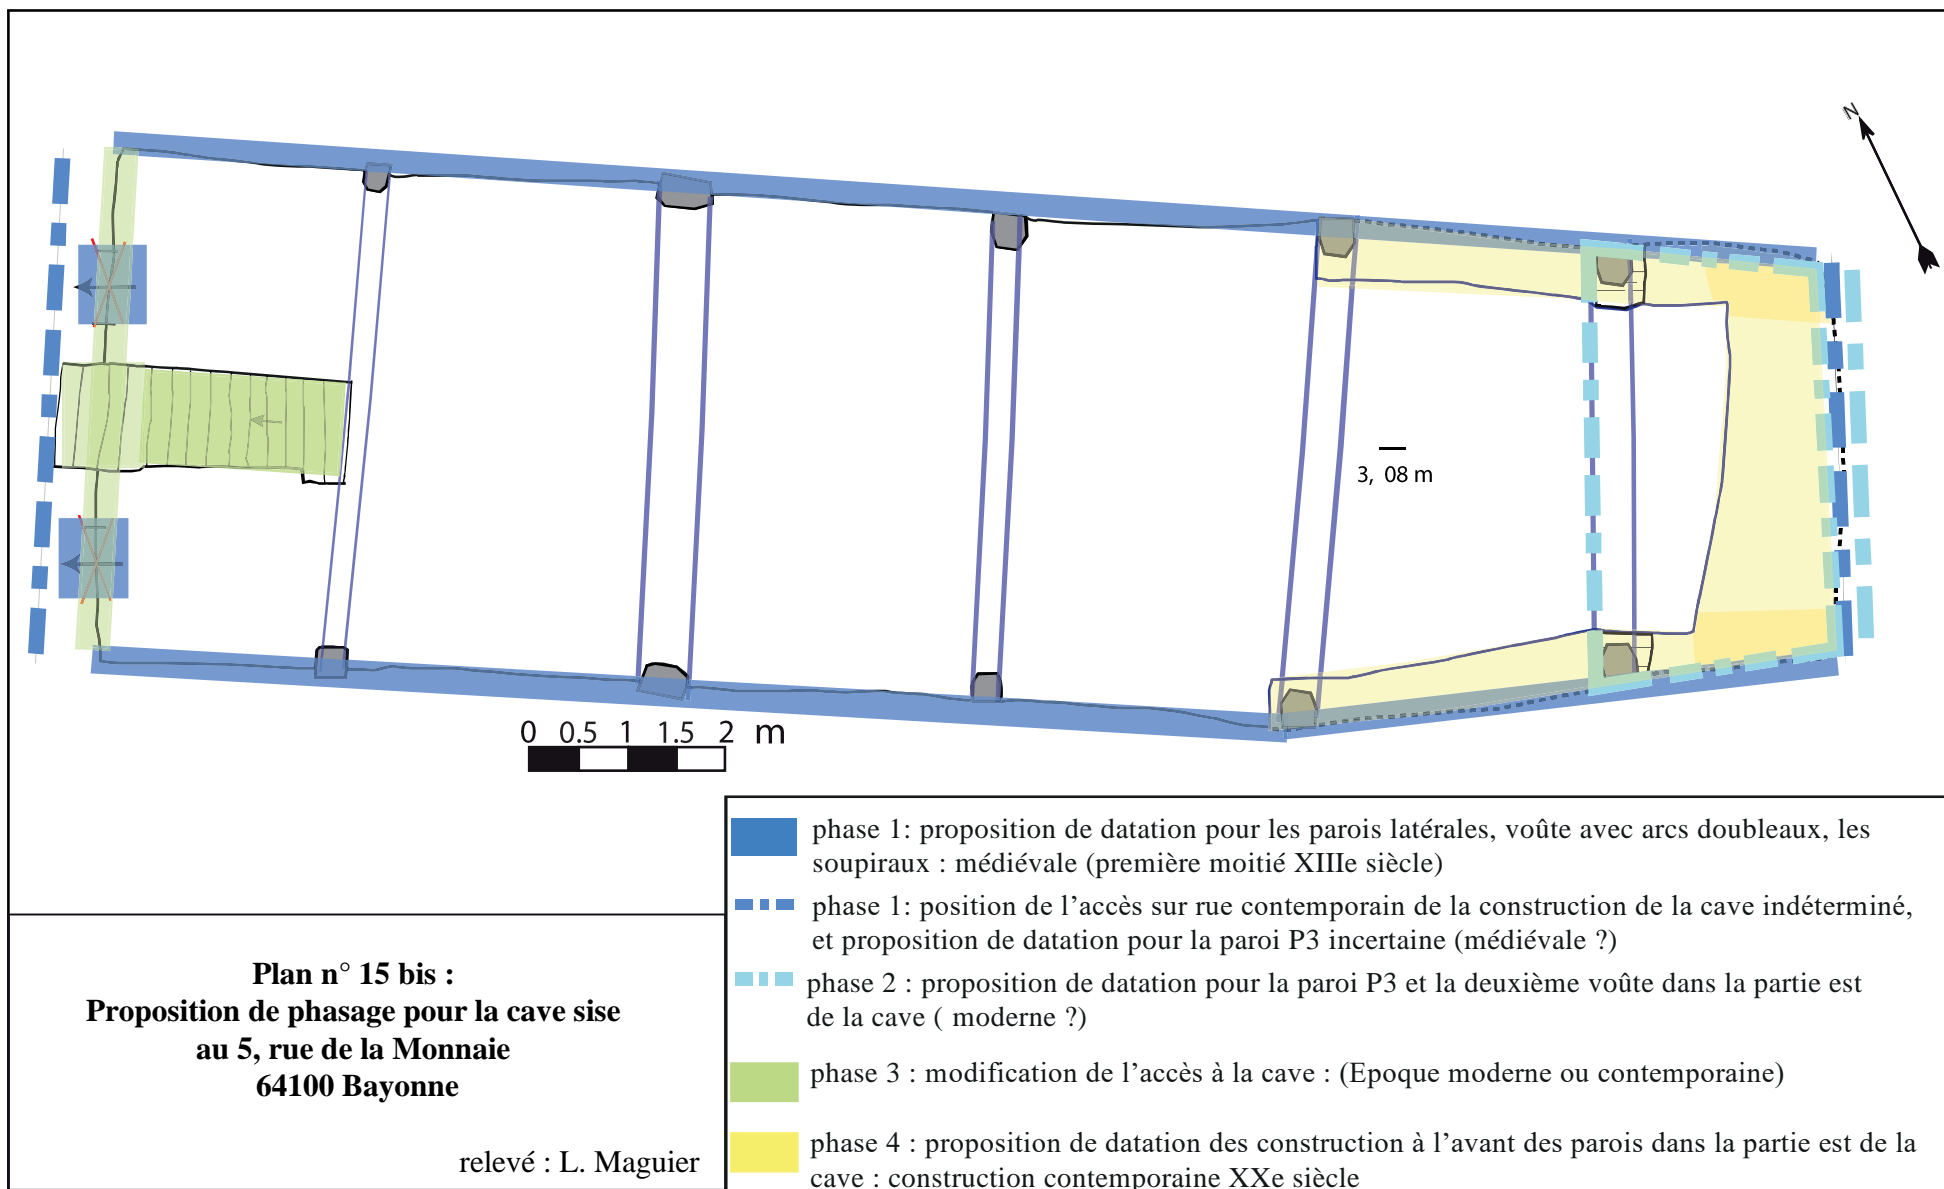 N
3, 08 m
0 0.5 1 1.5 2 m
phase 1: proposition de datation pour les parois latérales, voûte avec arcs doubleaux, les
soupiraux : médiévale (première moitié XIIIe siècle)
phase 1: position de l’accès sur rue contemporain de la construction de la cave indéterminé,
et proposition de datation pour la paroi P3 incertaine (médiévale ?)
phase 2 : proposition de datation pour la paroi P3 et la deuxième voûte dans la partie est
de la cave ( moderne ?)
phase 3 : modification de l’accès à la cave : (Epoque moderne ou contemporaine)
phase 4 : proposition de datation des construction à l’avant des parois dans la partie est de la
cave : construction contemporaine XXe siècle
Plan n° 15 bis :
Proposition de phasage pour la cave sise
au 5, rue de la Monnaie
64100 Bayonne
relevé : L. Maguier